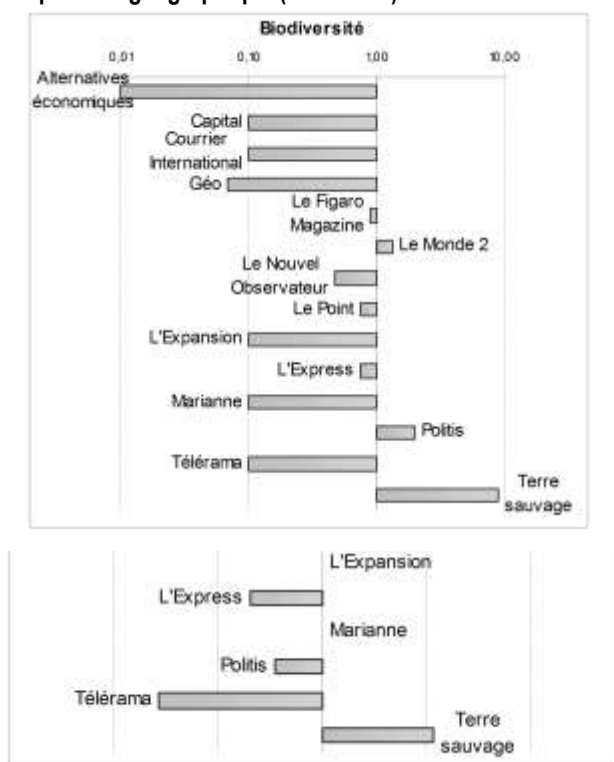 Biodiversité
0,01 0,10 1,00 10,00
Alternatives
économiques
Capital
Courrier
International
Géo
Le Figaro
Magazine
Le Monde 2
Le Nouvel
Observateur
Le Point
L'Expansion
L'Express
Marianne
Politis
Télérama
Terre
sauvage
L'Expansion
L'Express
Marianne
Politis
Télérama
Terre
sauvage